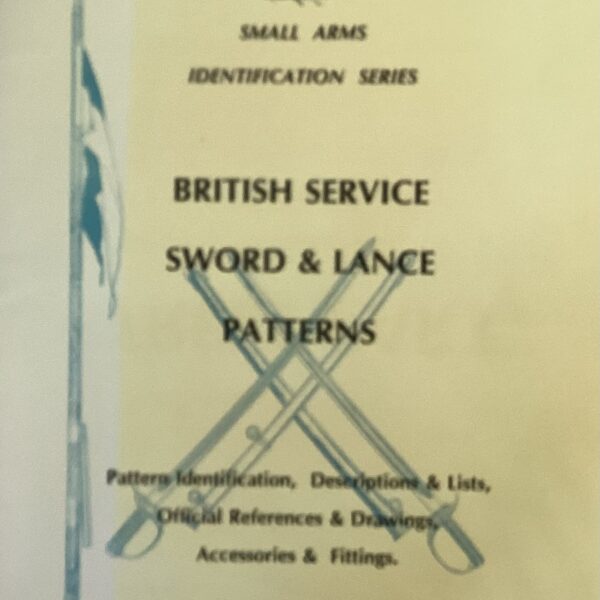 SMALL ARMS
IDENTIFICATION SERIES
BRITISH SERVICE
SWORD & LANCE
PATTERNS
Pattern Identification, Descriptions & Lists,
Official References & Drawings,
Accessories & Fittings.